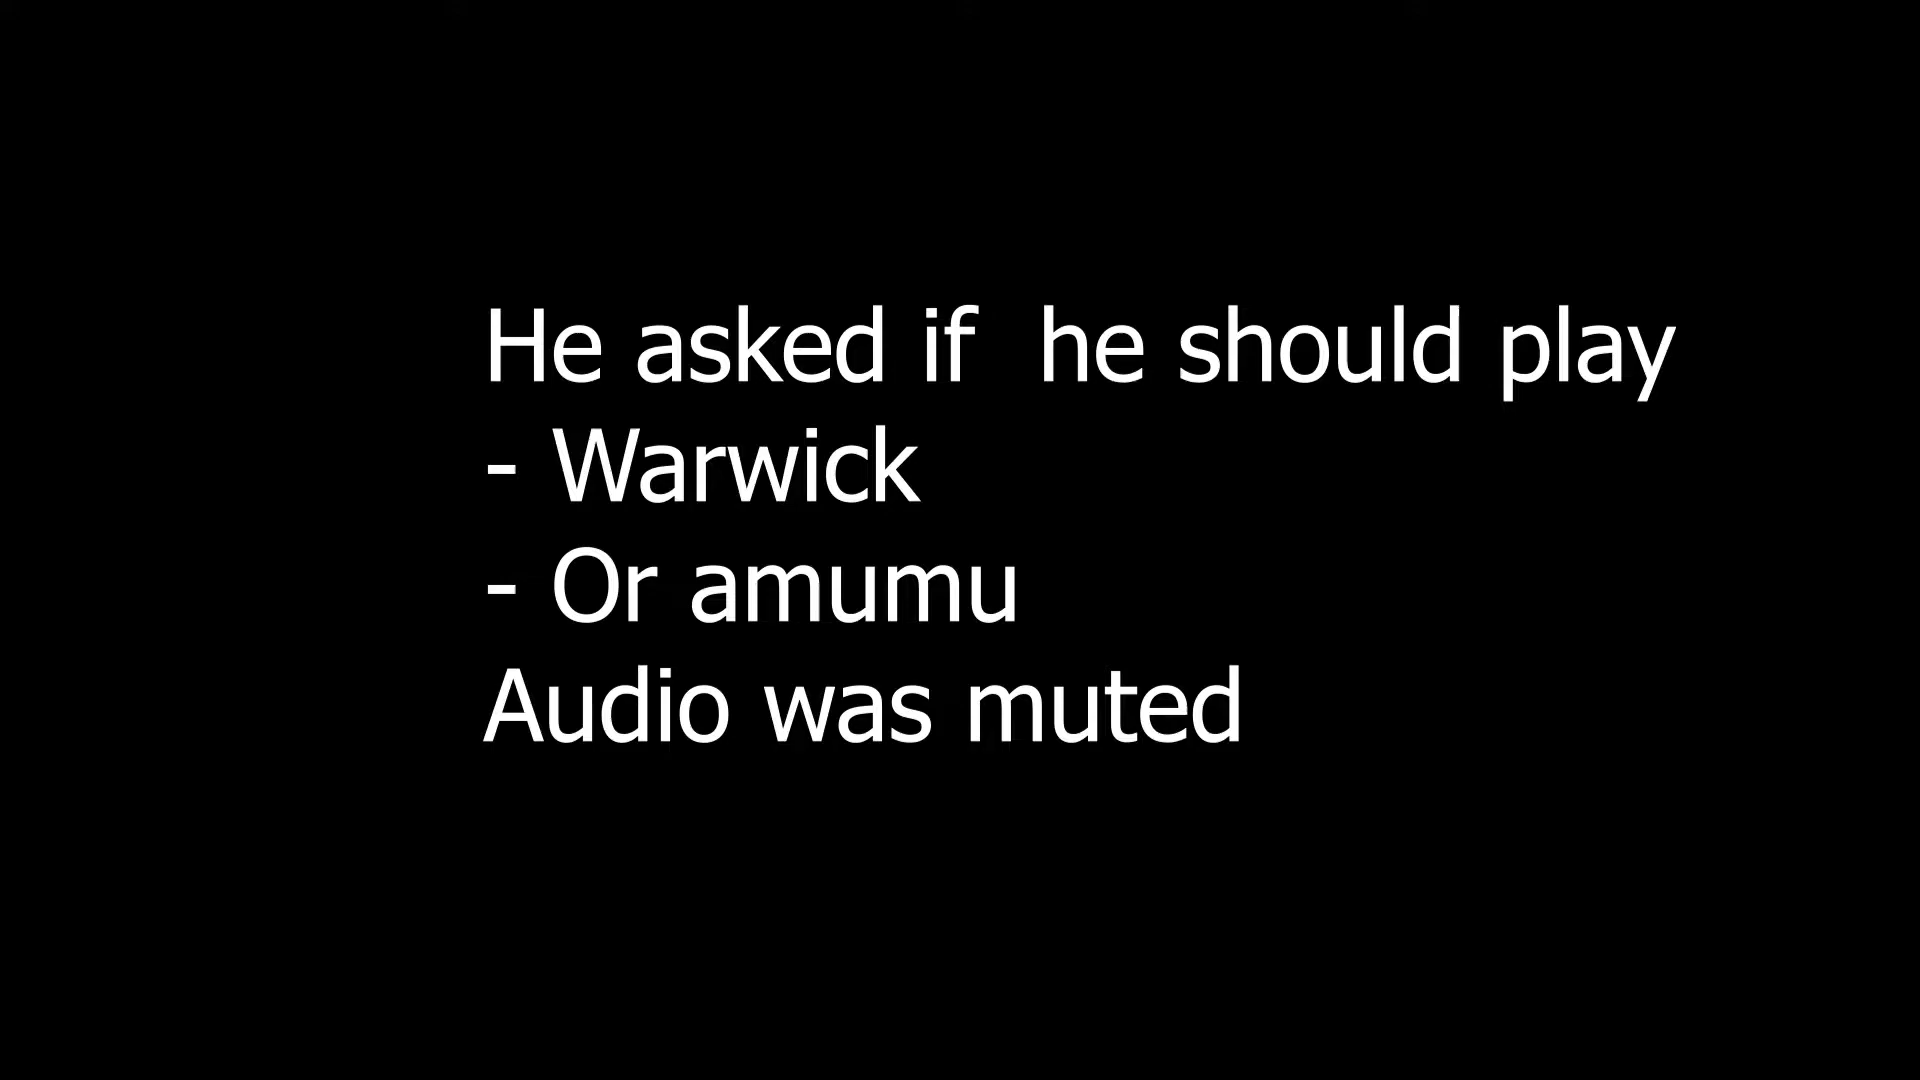 He asked if  he should play
- Warwick
- Or amumu
Audio was muted